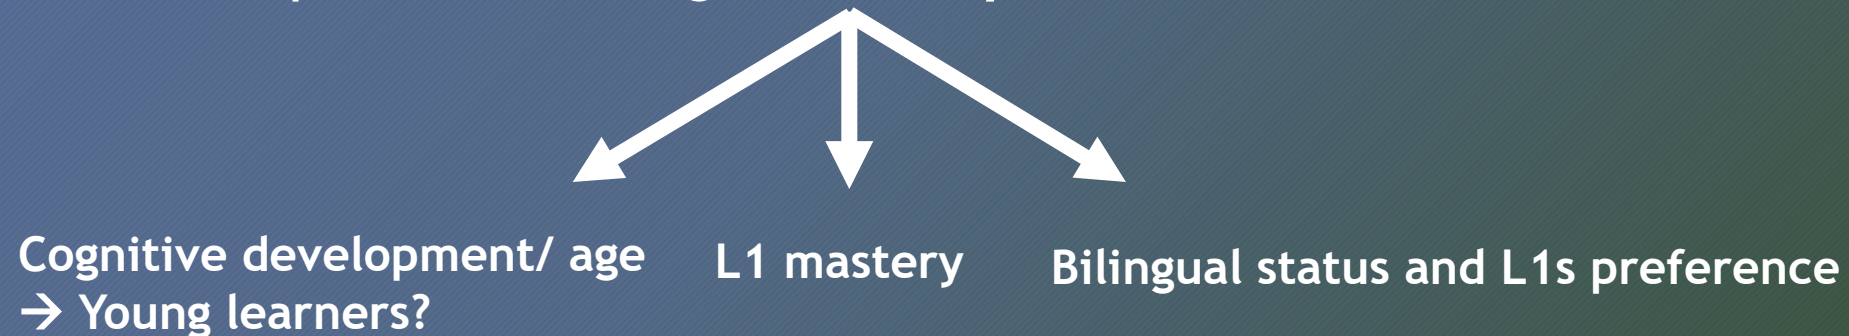 Cognitive development/ age
→ Young learners?
L1 mastery
Bilingual status and L1s preference